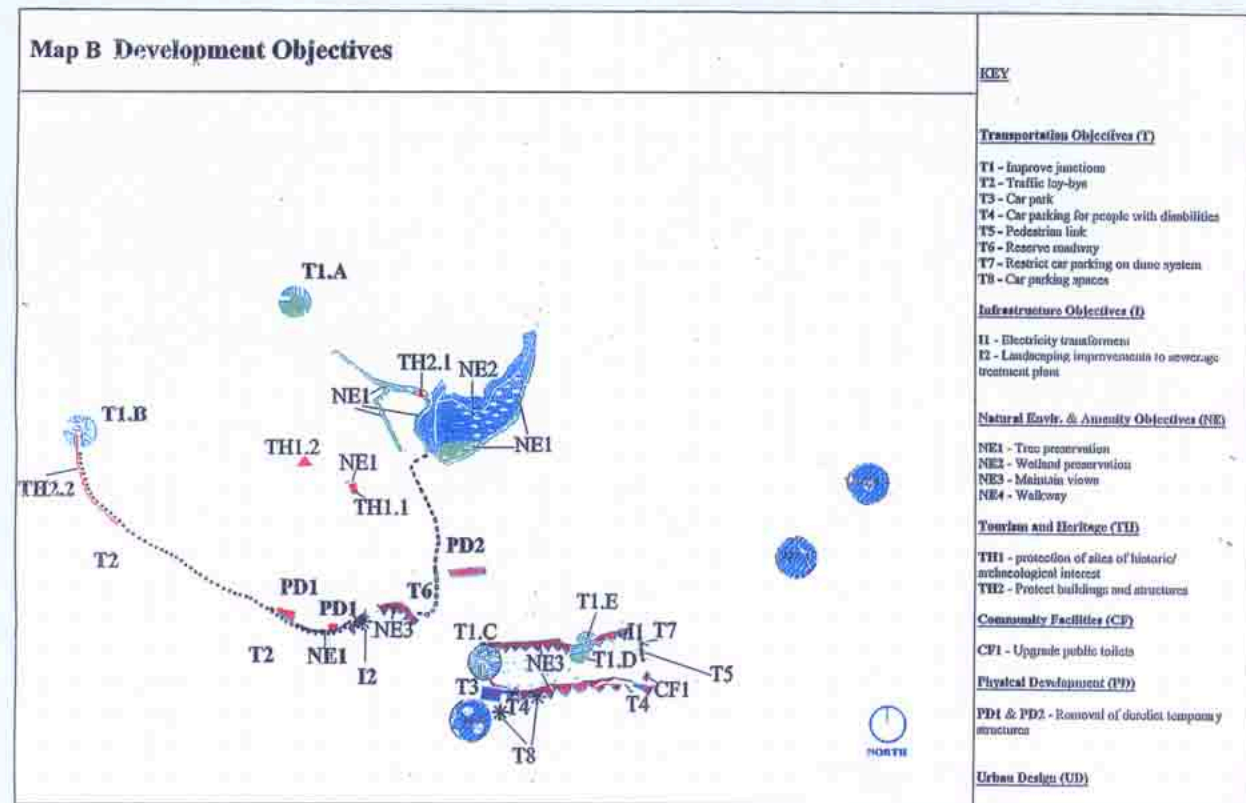 Map B Development Objectives
KEY
Transportation Objectives (T)
T1 - Improve junctions
T2 - Traffic lay-bys
T3 - Car park
T4 - Car parking for people with disabilities
T5 - Pedestrian link
T6 - Reserve roadway
T7 - Restrict car parking on dune system
T8 - Car parking spaces
Infrastructure Objectives (I)
I1 - Electricity transforment
I2 - Landscaping improvements to sewerage
treatment plant
Natural Envir. & Amenity Objectives (NE)
NE1 - Tree preservation
NE2 - Wetland preservation
NE3 - Maintain views
NE4 - Walkway
Tourism and Heritage (TH)
TH1 - protection of sites of historic/
archaeological interest
TH2 - Protect buildings and structures
Community Facilities (CF)
CF1 - Upgrade public toilets
Physical Development (PD)
PD1 & PD2 - Removal of derelict temporary
structures
Urban Design (UD)
T1.A
TH2.1
NE2
NE1
T1.B
NE1
TH1.2
NE1
TH2.2
TH1.1
T2
PD2
PD1
PD1
T6
NE3
T1.E
T2
NE1
I2
T1.C
I1
T7
NE3
T1.D
T5
T3
T4
T4
CF1
T8
NORTH